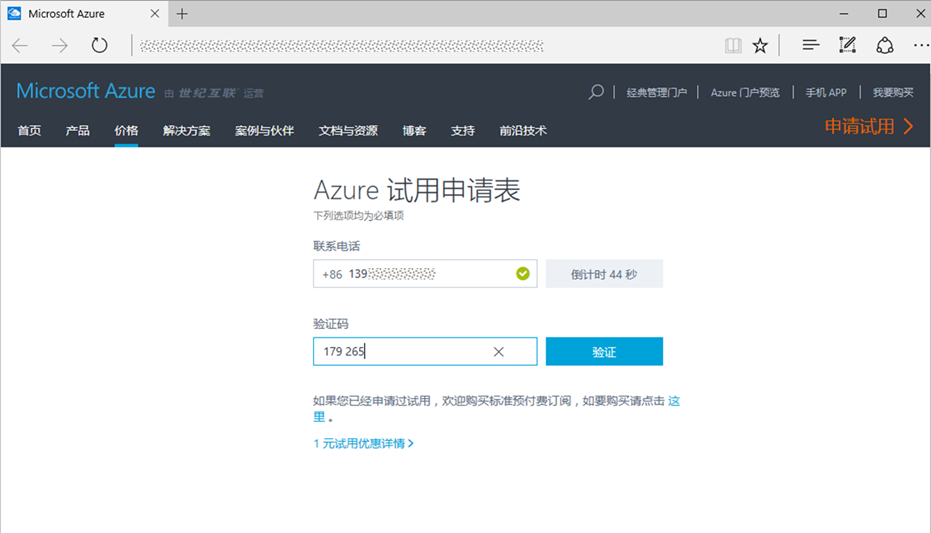 Microsoft Azure
Microsoft Azure 由 世纪互联 运营
经典管理门户 | Azure 门户预览 | 手机 APP | 我要购买
首页 产品 价格 解决方案 案例与伙伴 文档与资源 博客 支持 前沿技术 申请试用
Azure 试用申请表
下列选项均为必填项
联系电话
+86 139 倒计时 44 秒
验证码
179 265 验证
如果您已经申请过试用，欢迎购买标准预付费订阅，如要购买请点击 这
里 。
1 元试用优惠详情